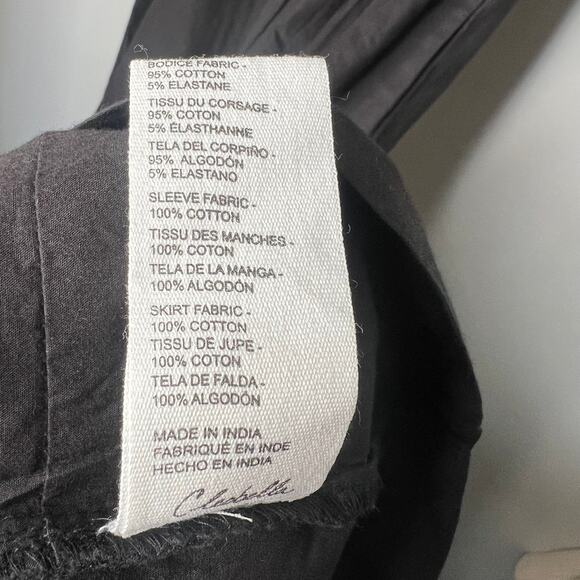 BODICE FABRIC -
95% COTTON
5% ELASTANE
TISSU DU CORSAGE -
95% COTON
5% ÉLASTHANNE
TELA DEL CORPIÑO -
95% ALGODÓN
5% ELASTANO
SLEEVE FABRIC -
100% COTTON
TISSU DES MANCHES -
100% COTON
TELA DE LA MANGA -
100% ALGODÓN
SKIRT FABRIC -
100% COTTON
TISSU DE JUPE -
100% COTON
TELA DE FALDA -
100% ALGODÓN
MADE IN INDIA
FABRIQUÉ EN INDE
HECHO EN INDIA
Cleobella